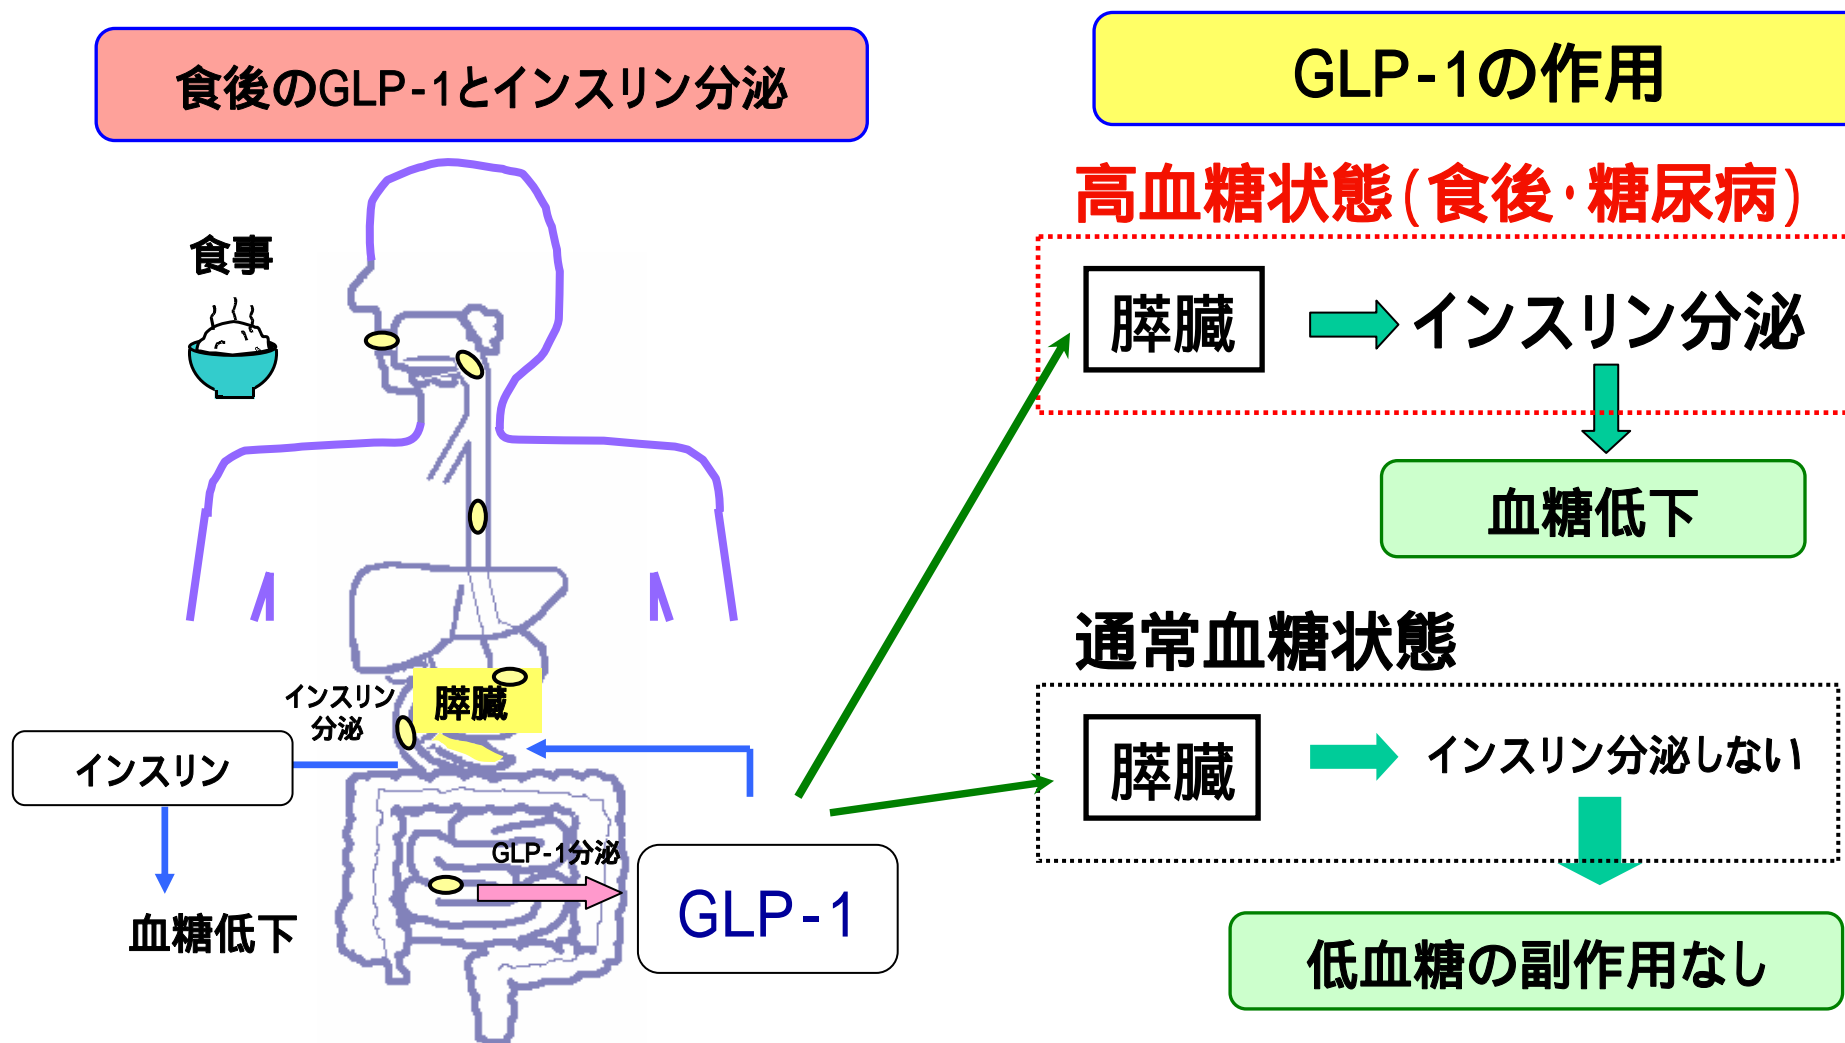 食後のGLP-1とインスリン分泌
食事
インスリン
分泌
膵臓
インスリン
血糖低下
GLP-1分泌
GLP-1
GLP-1の作用
高血糖状態(食後・糖尿病)
膵臓
インスリン分泌
血糖低下
通常血糖状態
膵臓
インスリン分泌しない
低血糖の副作用なし